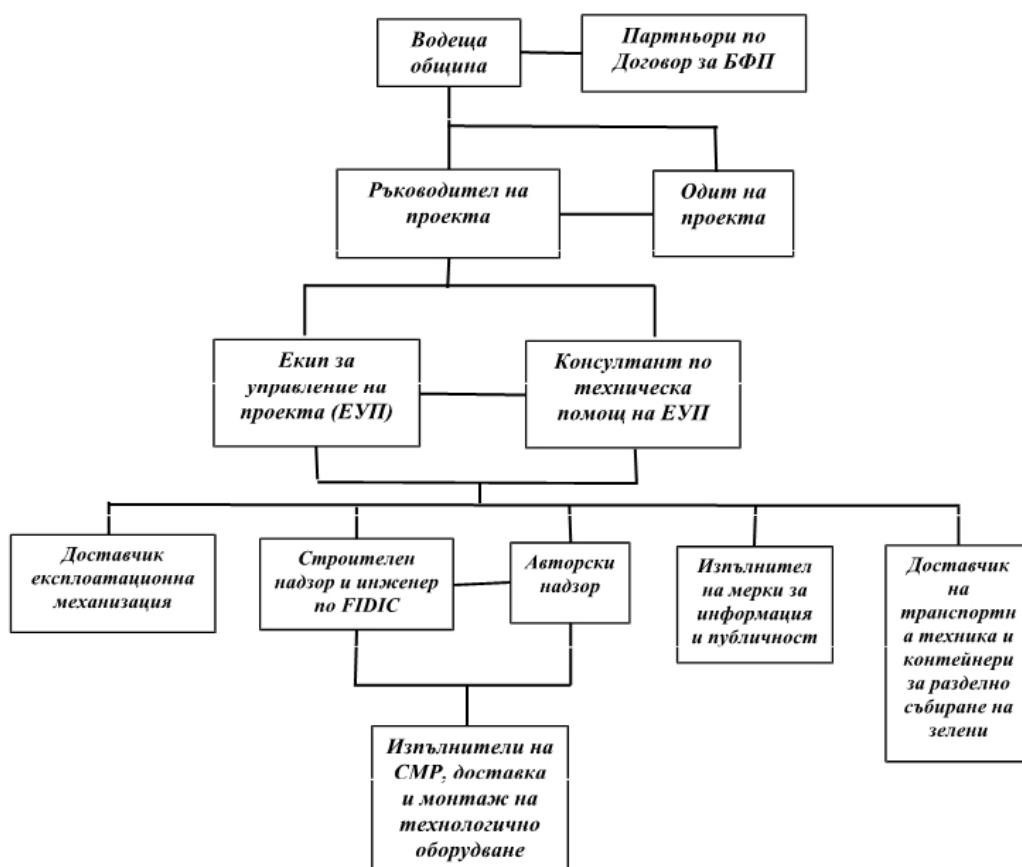 Водеща
община
Партньори по
Договор за БФП
Ръководител на
проекта
Одит на
проекта
Екип за
управление на
проекта (ЕУП)
Консултант по
техническа
помощ на ЕУП
Доставчик
експлоатационна
механизация
Строителен
надзор и инженер
по FIDIC
Авторски
надзор
Изпълнител
на мерки за
информация
и публичност
Доставчик
на
транспортн
а техника и
контейнери
за разделно
събиране на
зелени
Изпълнители на
СМР, доставка
и монтаж на
технологично
оборудване